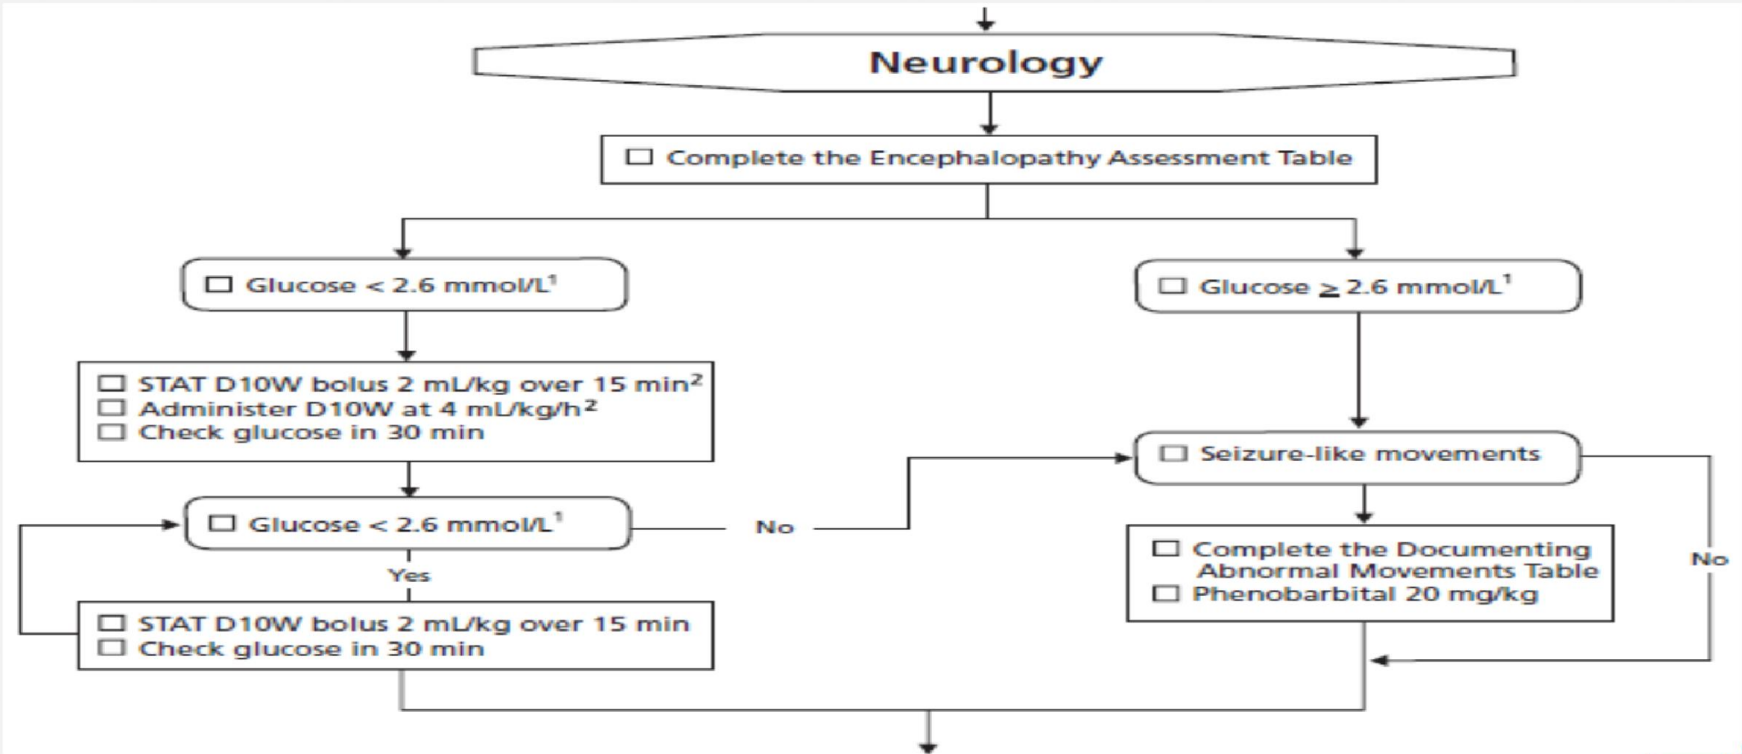 Neurology
☐ Complete the Encephalopathy Assessment Table
☐ Glucose < 2.6 mmol/L¹
☐ Glucose ≥ 2.6 mmol/L¹
☐ STAT D10W bolus 2 mL/kg over 15 min²
☐ Administer D10W at 4 mL/kg/h²
☐ Check glucose in 30 min
☐ Seizure-like movements
☐ Glucose < 2.6 mmol/L¹
No
Yes
☐ Complete the Documenting
Abnormal Movements Table
☐ Phenobarbital 20 mg/kg
No
☐ STAT D10W bolus 2 mL/kg over 15 min
☐ Check glucose in 30 min